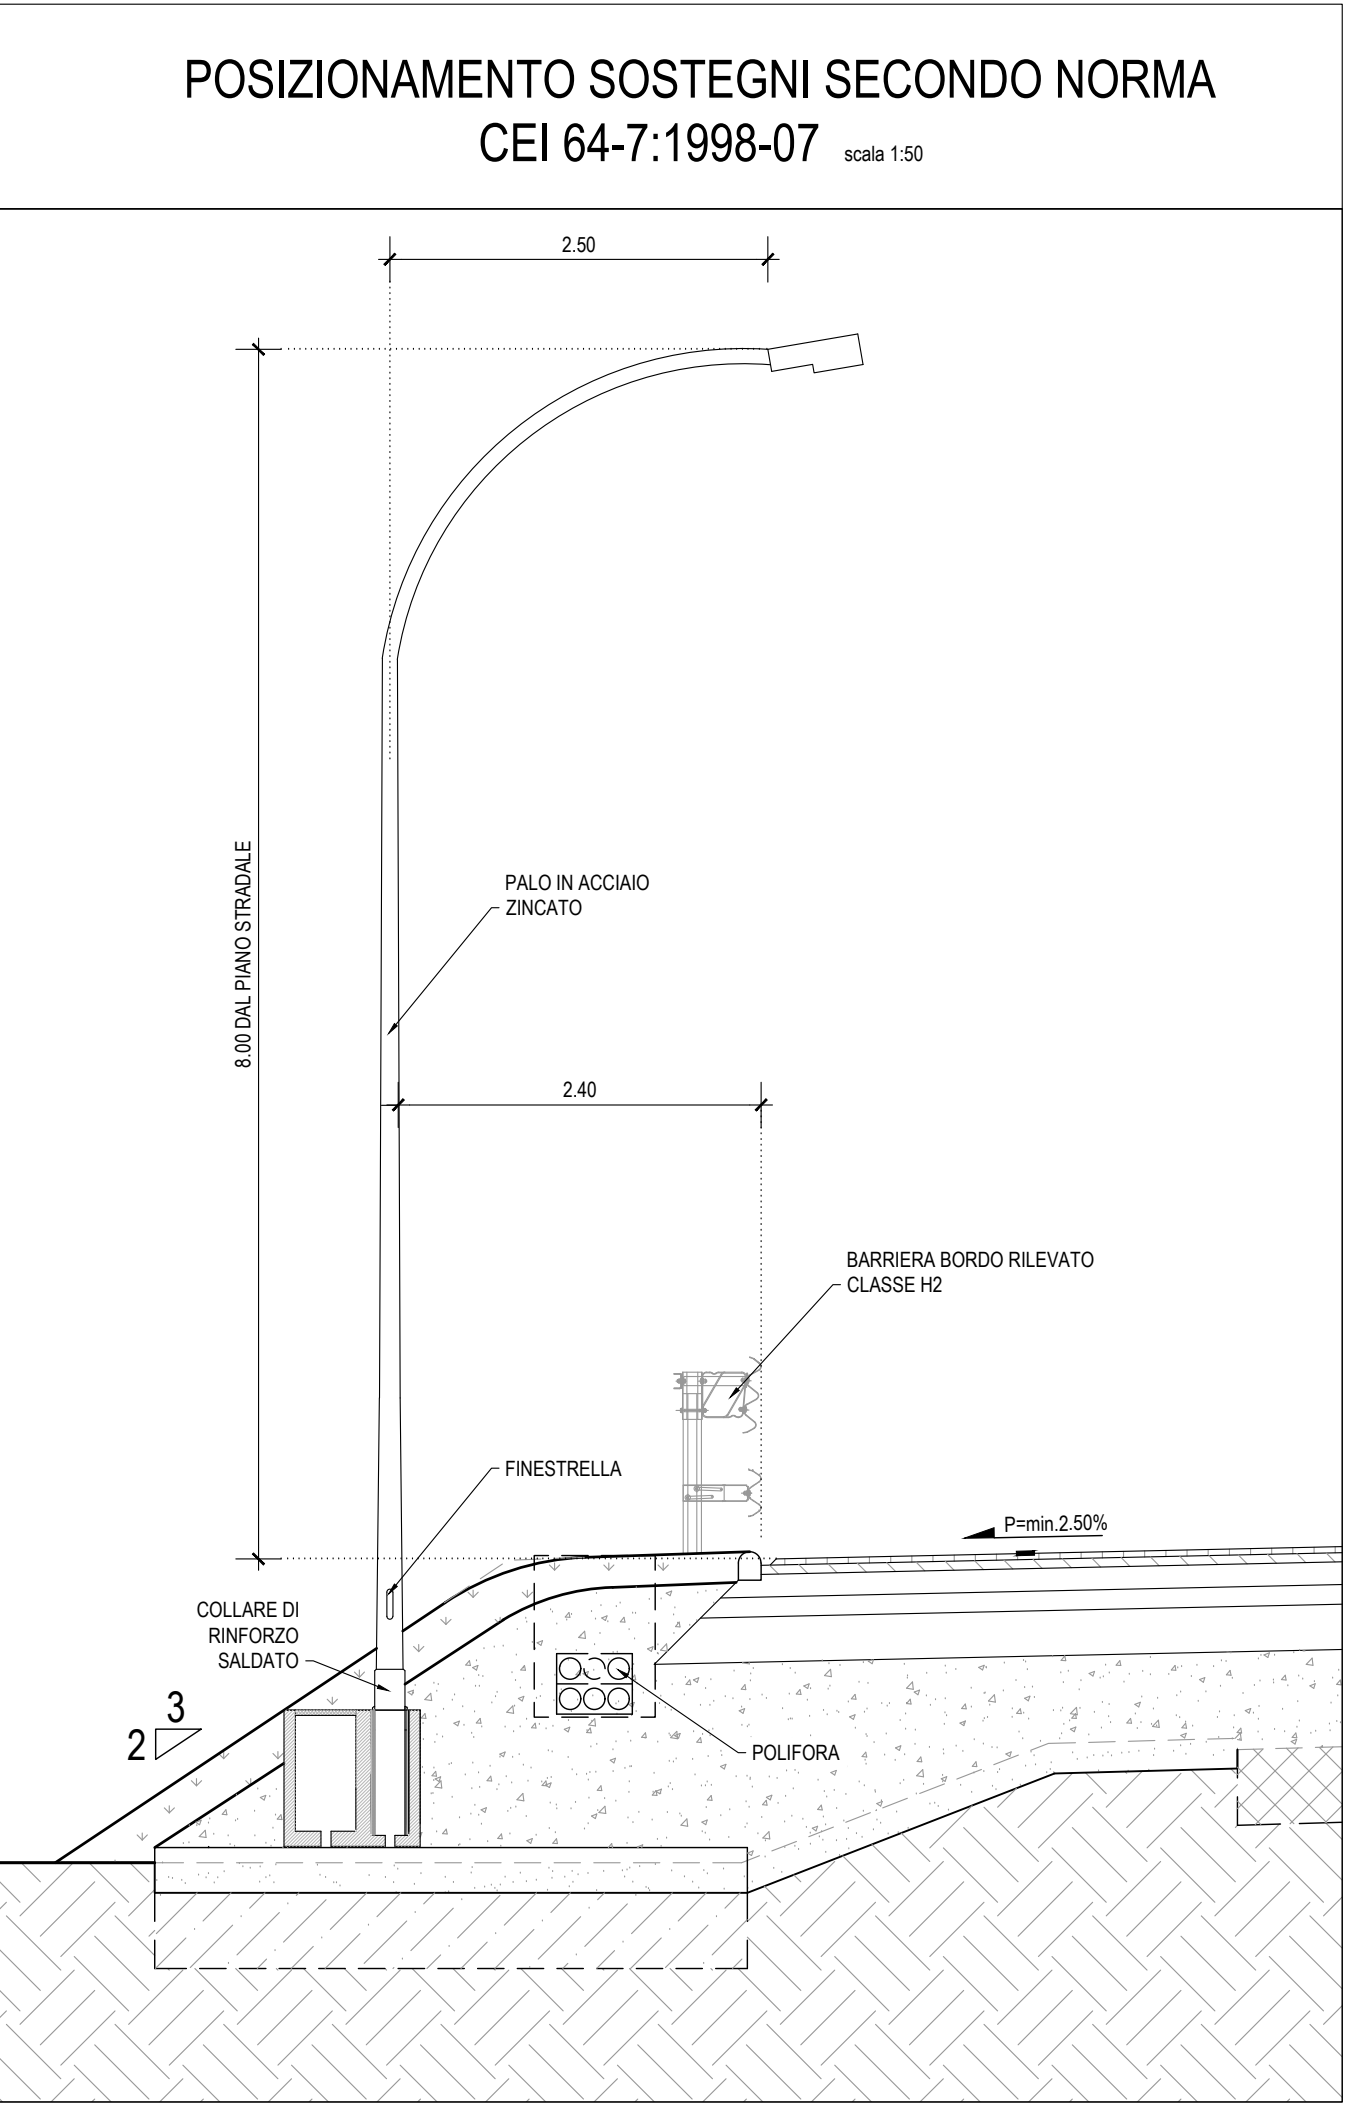 POSIZIONAMENTO SOSTEGNI SECONDO NORMA
CEI 64-7:1998-07 scala 1:50
2.50
8.00 DAL PIANO STRADALE
PALO IN ACCIAIO
ZINCATO
2.40
BARRIERA BORDO RILEVATO
CLASSE H2
FINESTRELLA
P=min.2.50%
COLLARE DI
RINFORZO
SALDATO
3
2
POLIFORA